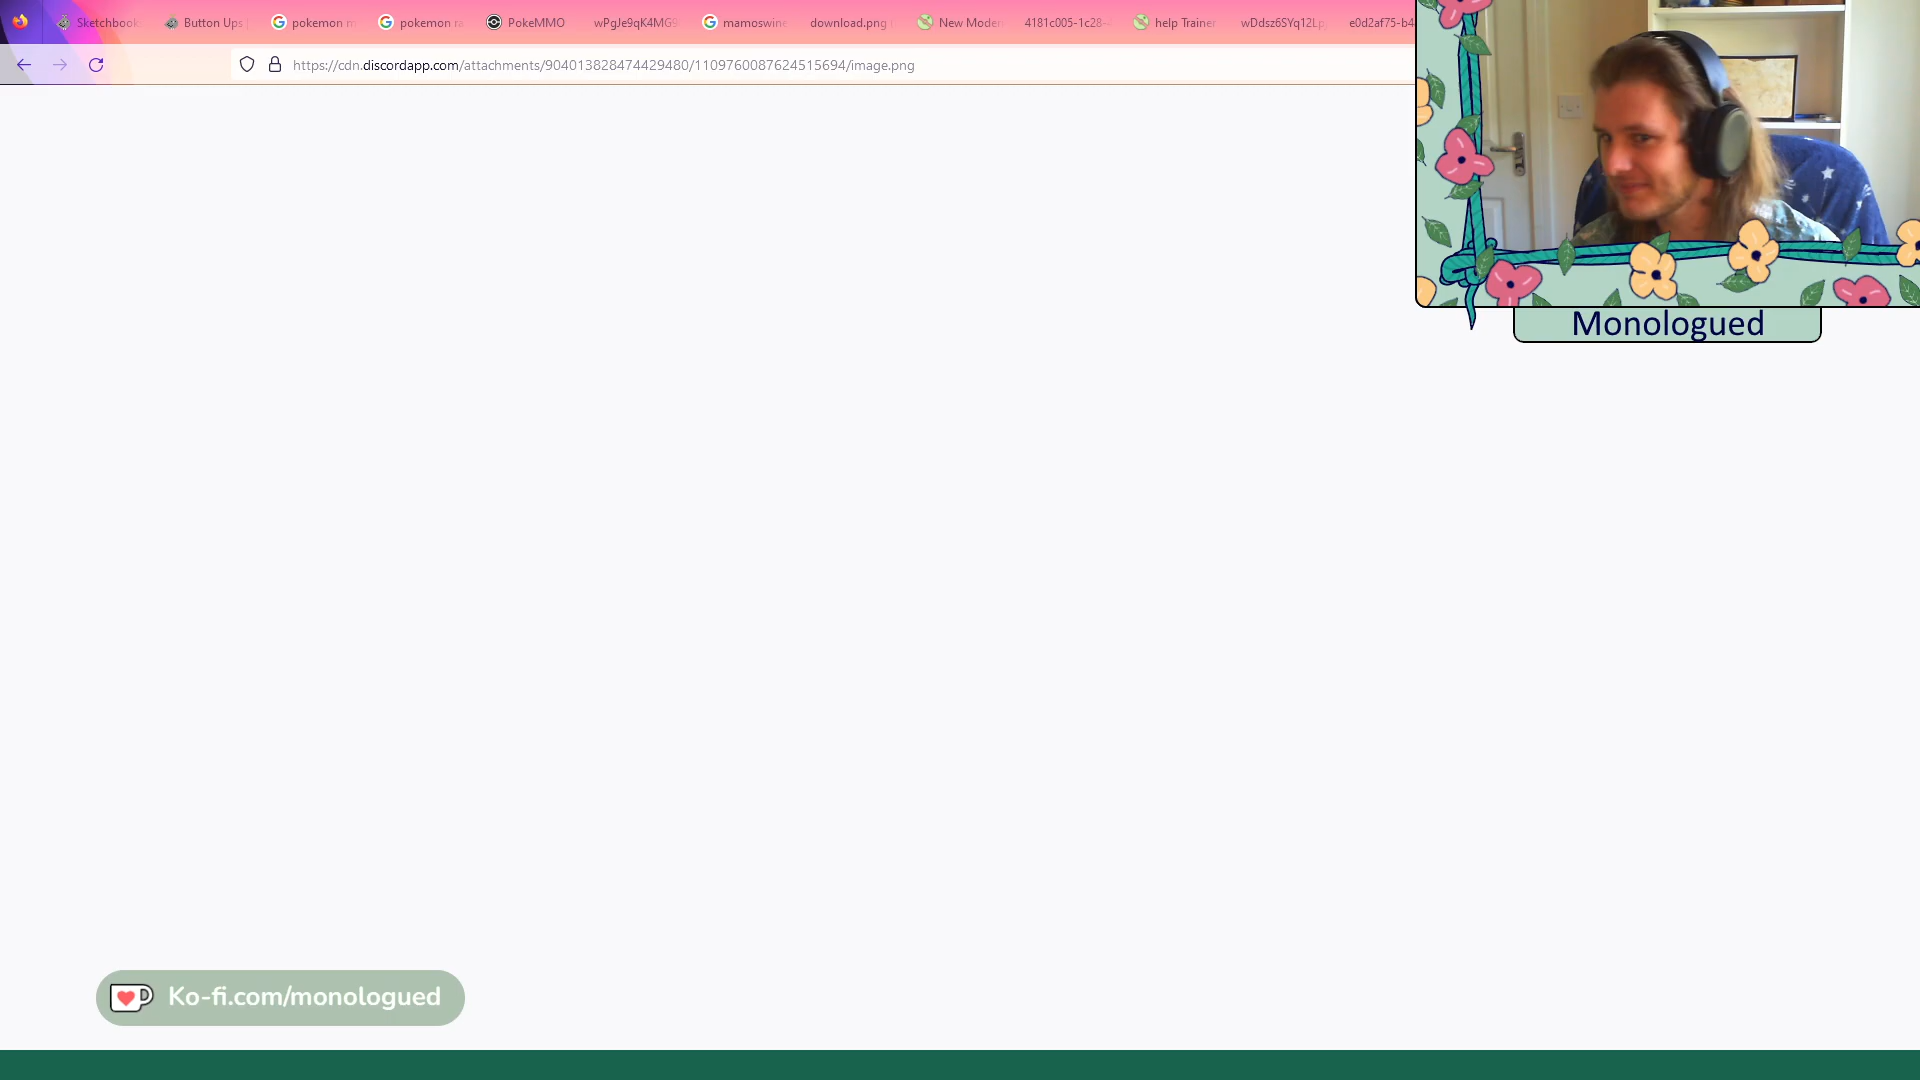 Sketchbook
Button Ups
pokemon
pokemon
PokeMMO
wPgJe9qK4MG9
mamoswine
download.png
New Moder
4181c005-1c28-
help Trainer
wDdsz6SYq12Lp
e0d2af75-b4
https://cdn.discordapp.com/attachments/904013828474429480/1109760087624515694/image.png
Monologued
Ko-fi.com/monologued